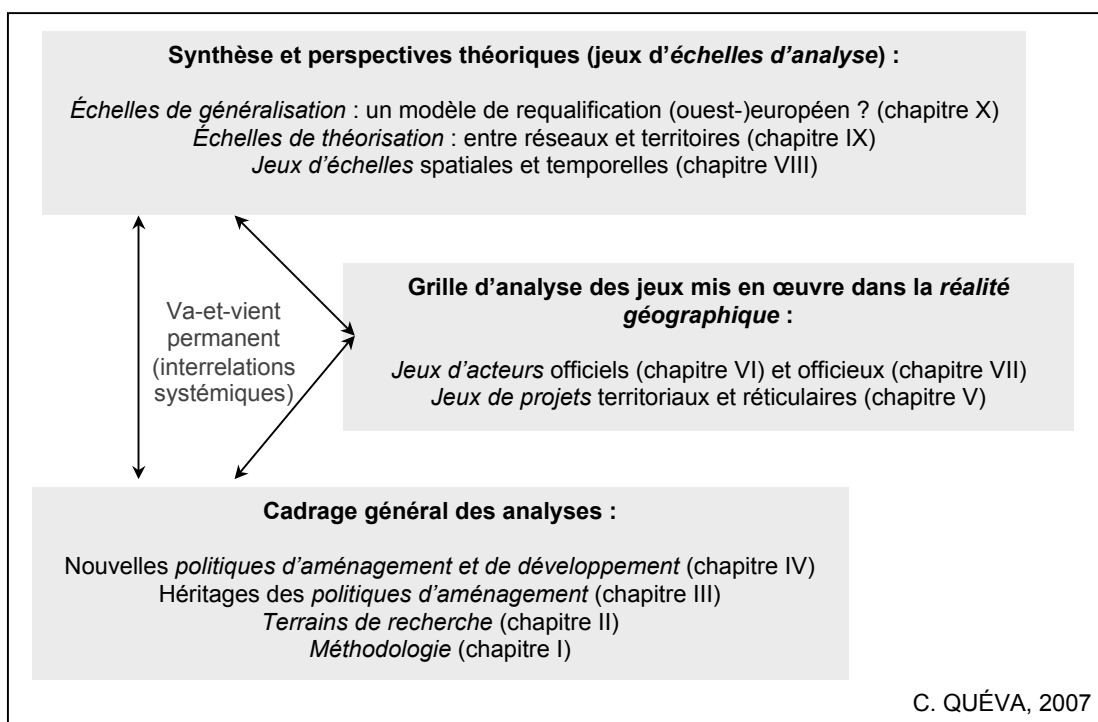 Synthèse et perspectives théoriques (jeux d’échelles d’analyse) :
Échelles de généralisation : un modèle de requalification (ouest-)européen ? (chapitre X)
Échelles de théorisation : entre réseaux et territoires (chapitre IX)
Jeux d’échelles spatiales et temporelles (chapitre VIII)
Va-et-vient
permanent
(interrelations
systémiques)
Grille d’analyse des jeux mis en œuvre dans la réalité
géographique :
Jeux d’acteurs officiels (chapitre VI) et officieux (chapitre VII)
Jeux de projets territoriaux et réticulaires (chapitre V)
Cadrage général des analyses :
Nouvelles politiques d’aménagement et de développement (chapitre IV)
Héritages des politiques d’aménagement (chapitre III)
Terrains de recherche (chapitre II)
Méthodologie (chapitre I)
C. QUÉVA, 2007